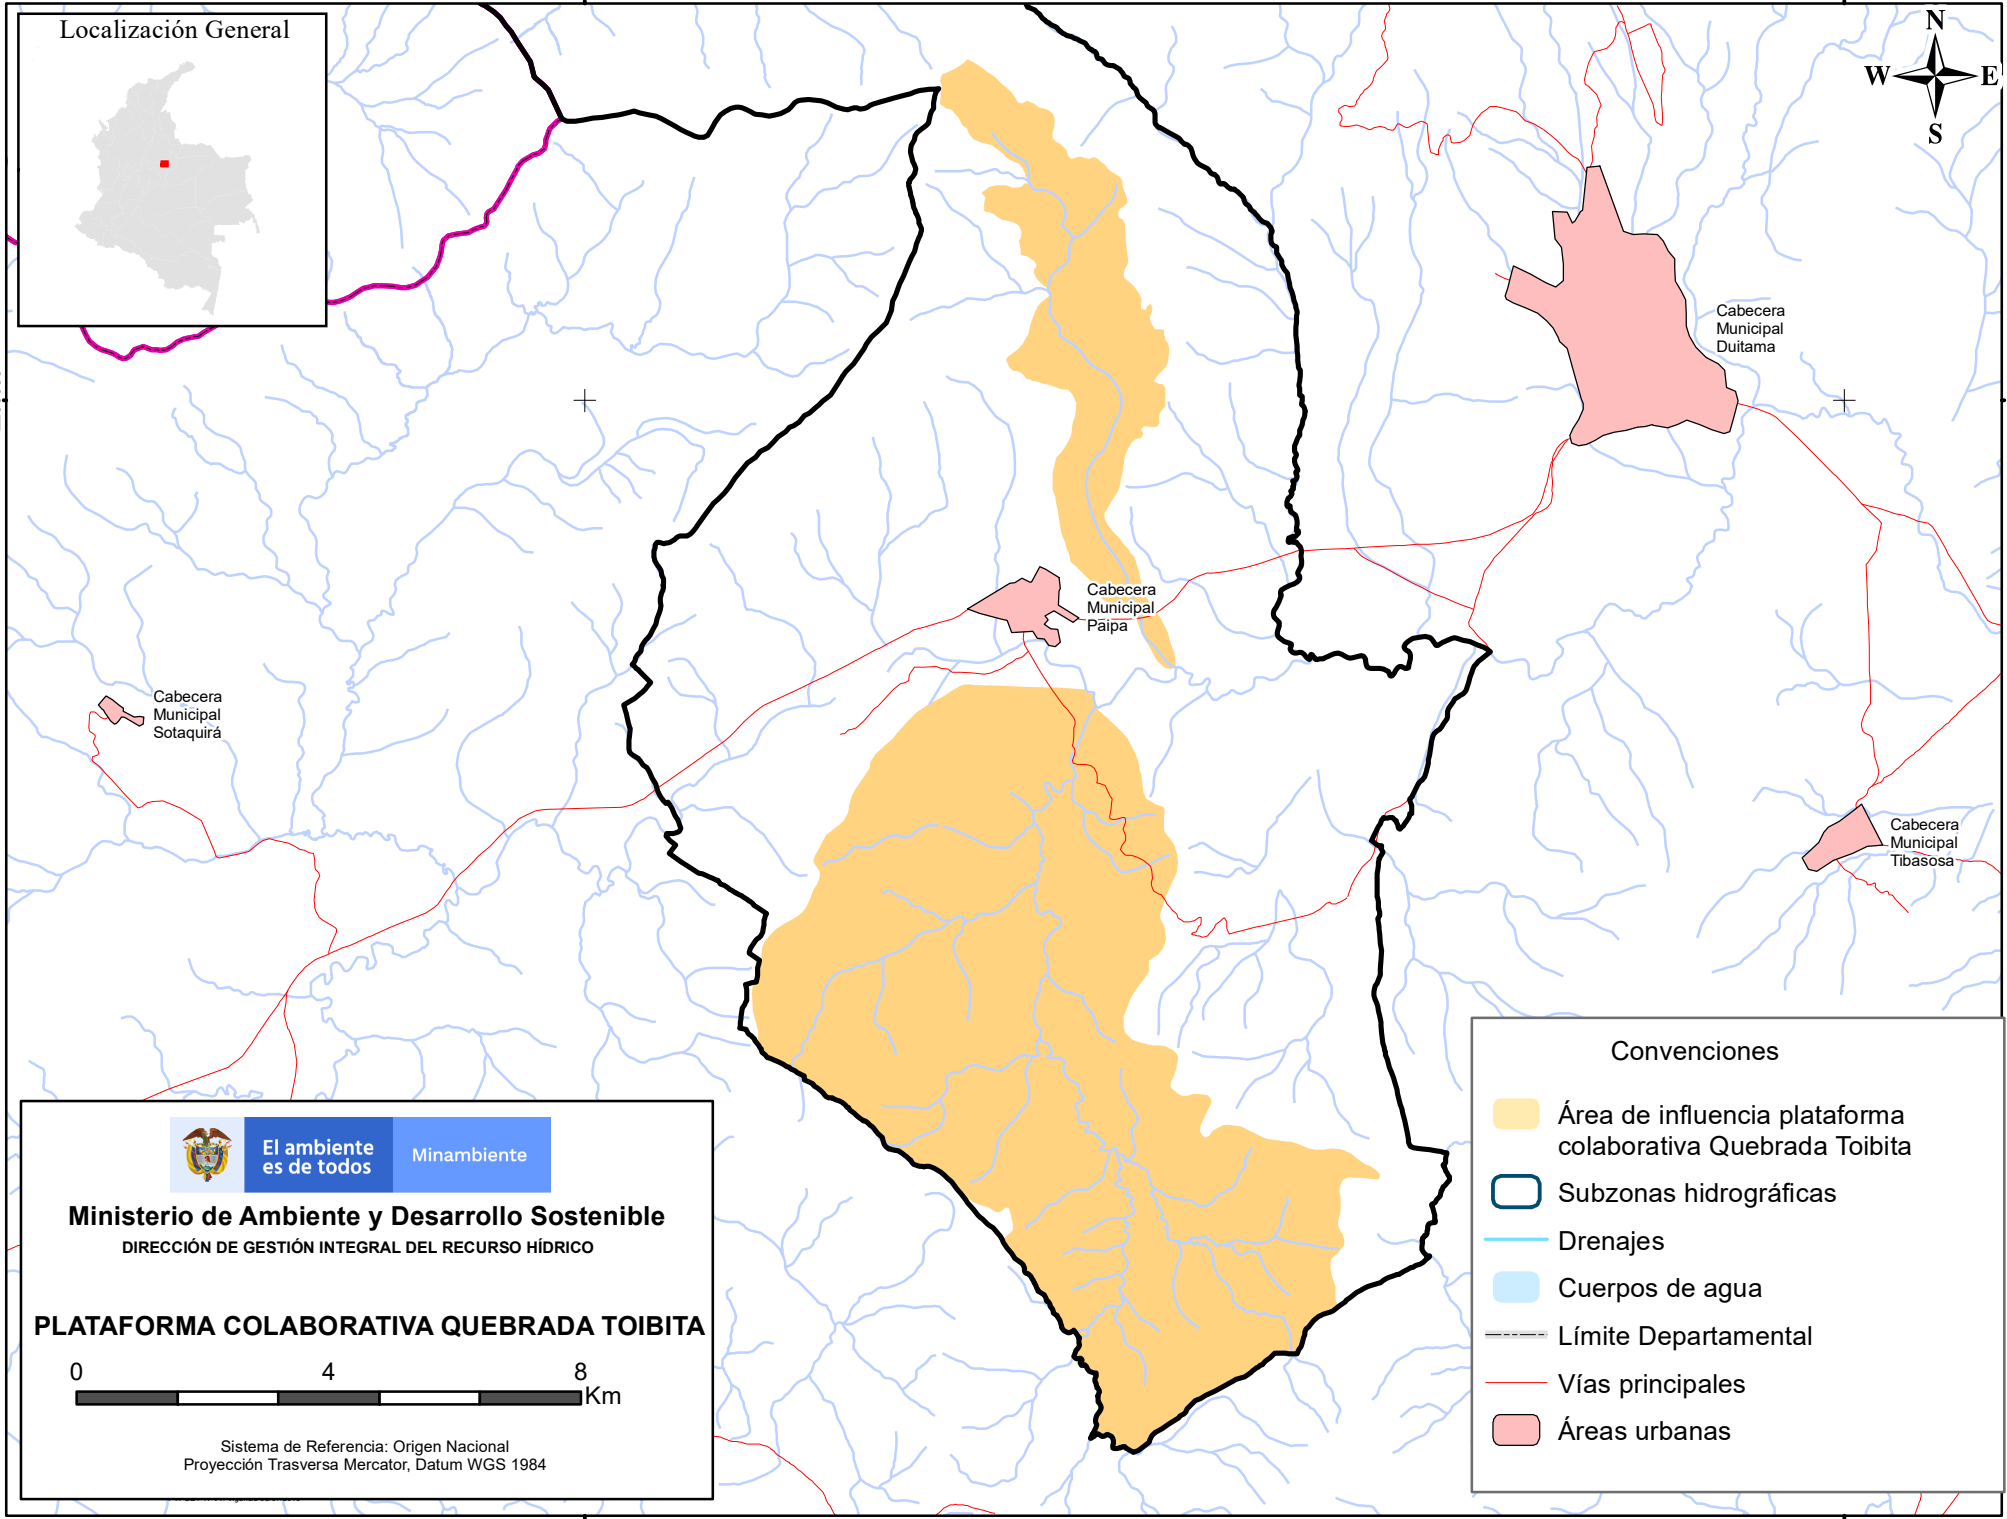 Localización General
N
W
E
S
Cabecera
Municipal
Duitama
Cabecera
Municipal
Paipa
Cabecera
Municipal
Sotaquirá
Cabecera
Municipal
Tibasosa
El ambiente
es de todos
Minambiente
Ministerio de Ambiente y Desarrollo Sostenible
DIRECCIÓN DE GESTIÓN INTEGRAL DEL RECURSO HÍDRICO
PLATAFORMA COLABORATIVA QUEBRADA TOIBITA
0 4 8
Km
Sistema de Referencia: Origen Nacional
Proyección Trasversa Mercator, Datum WGS 1984
Convenciones
Área de influencia plataforma
colaborativa Quebrada Toibita
Subzonas hidrográficas
Drenajes
Cuerpos de agua
Límite Departamental
Vías principales
Áreas urbanas